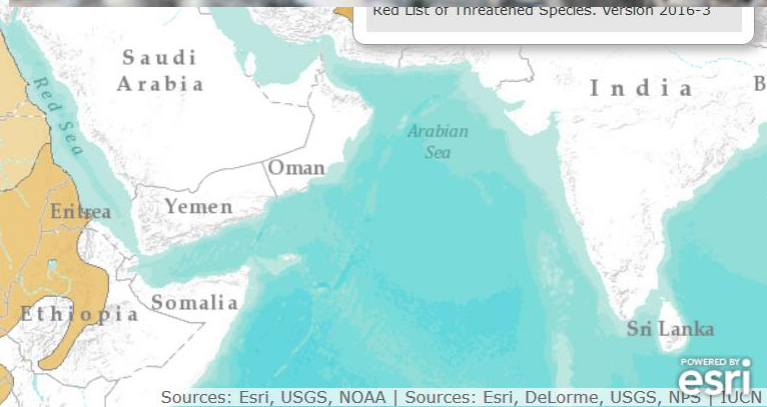 Red List of Threatened Species. Version 2016-3
Saudi
Arabia
Red Sea
India
B
Arabian
Sea
Oman
Yemen
Eritrea
Somalia
Ethiopia
Sri Lanka
POWERED BY
esri
Sources: Esri, USGS, NOAA | Sources: Esri, DeLorme, USGS, NPS | IUCN